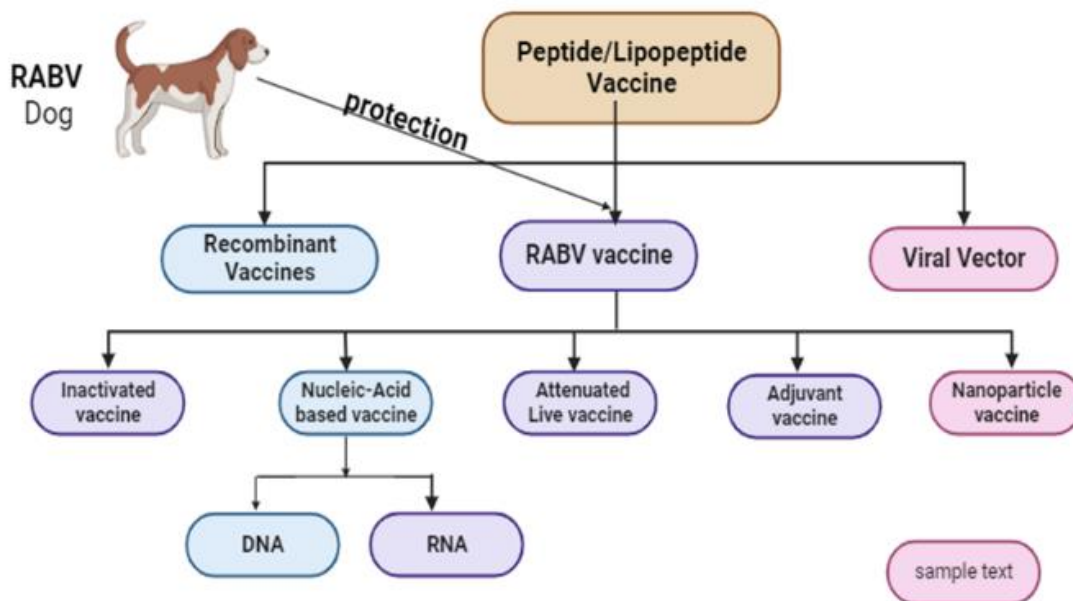 RABV
Dog
protection
Peptide/Lipopeptide
Vaccine
Recombinant
Vaccines
RABV vaccine
Viral Vector
Inactivated
vaccine
Nucleic-Acid
based vaccine
Attenuated
Live vaccine
Adjuvant
vaccine
Nanoparticle
vaccine
DNA
RNA
sample text